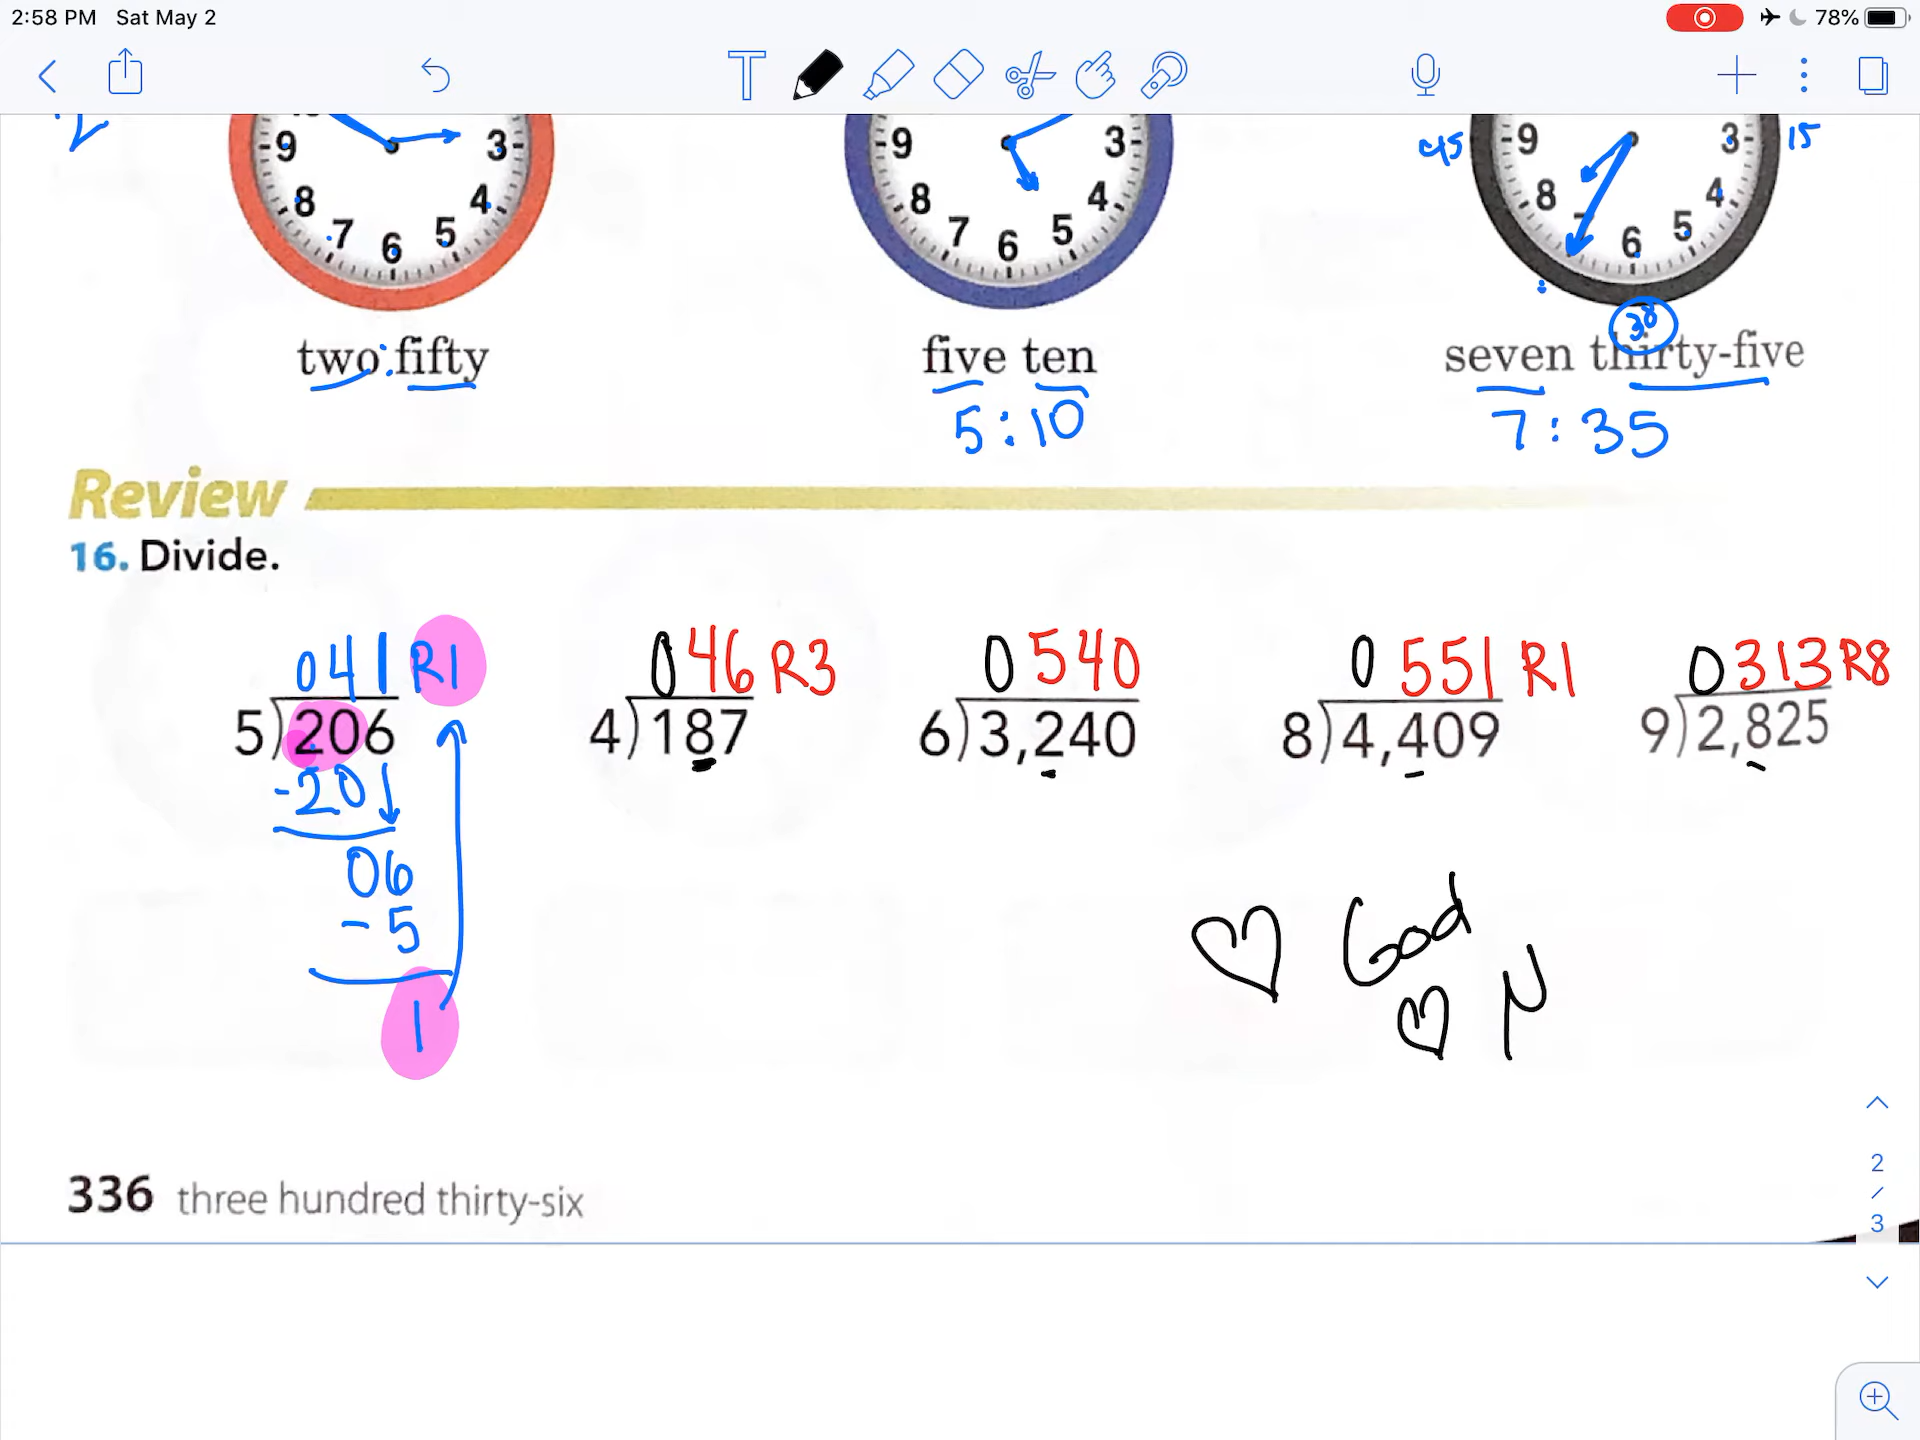 2:58 PM Sat May 2
78%
T
2
9 3
8 4
7 6 5
9 3
8 4
7 6 5
45 9 3 15
8 4
6 5
38
two : fifty
five ten
seven thirty-five
5:10
7:35
Review
16. Divide.
041 R1
046 R3
0540
0551 R1
0313 R8
5)206
4)187
6)3,240
8)4,409
9)2,825
-20
06
-5
1
God
N
336 three hundred thirty-six
2
/
3